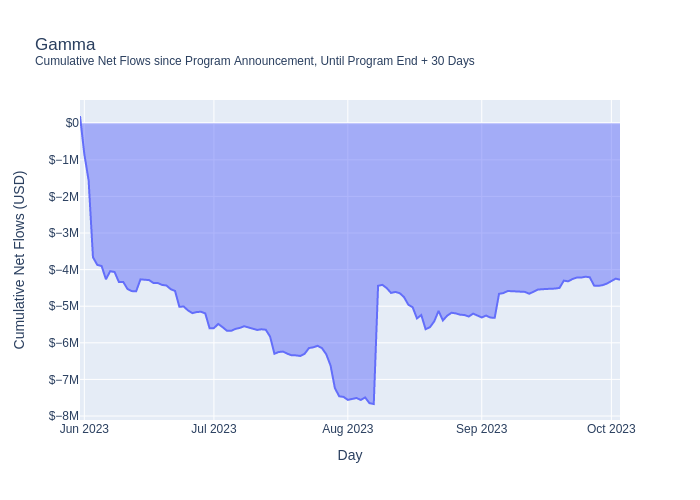 Gamma
Cumulative Net Flows since Program Announcement, Until Program End + 30 Days
Cumulative Net Flows (USD)
$0
$−1M
$−2M
$−3M
$−4M
$−5M
$−6M
$−7M
$−8M
Jun 2023
Jul 2023
Aug 2023
Sep 2023
Oct 2023
Day